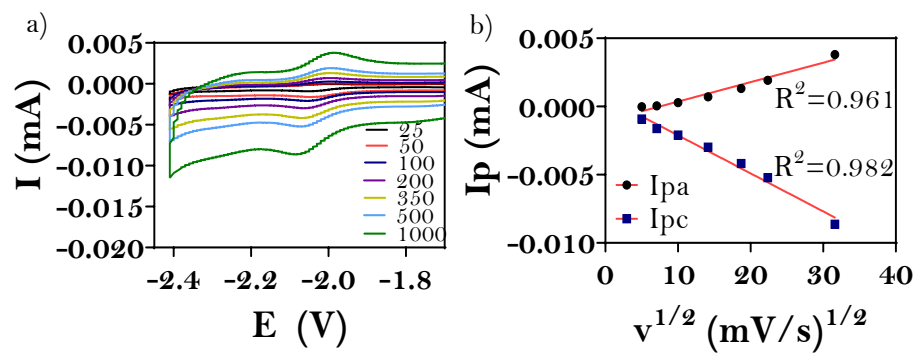 a)
I (mA)
0.005
0.000
-0.005
-0.010
-0.015
-0.020
25
50
100
200
350
500
1000
-2.4 -2.2 -2.0 -1.8
E (V)
b)
Ip (mA)
0.005
0.000
-0.005
-0.010
R²=0.961
R²=0.982
Ipa
Ipc
0 10 20 30 40
v^1/2 (mV/s)^1/2